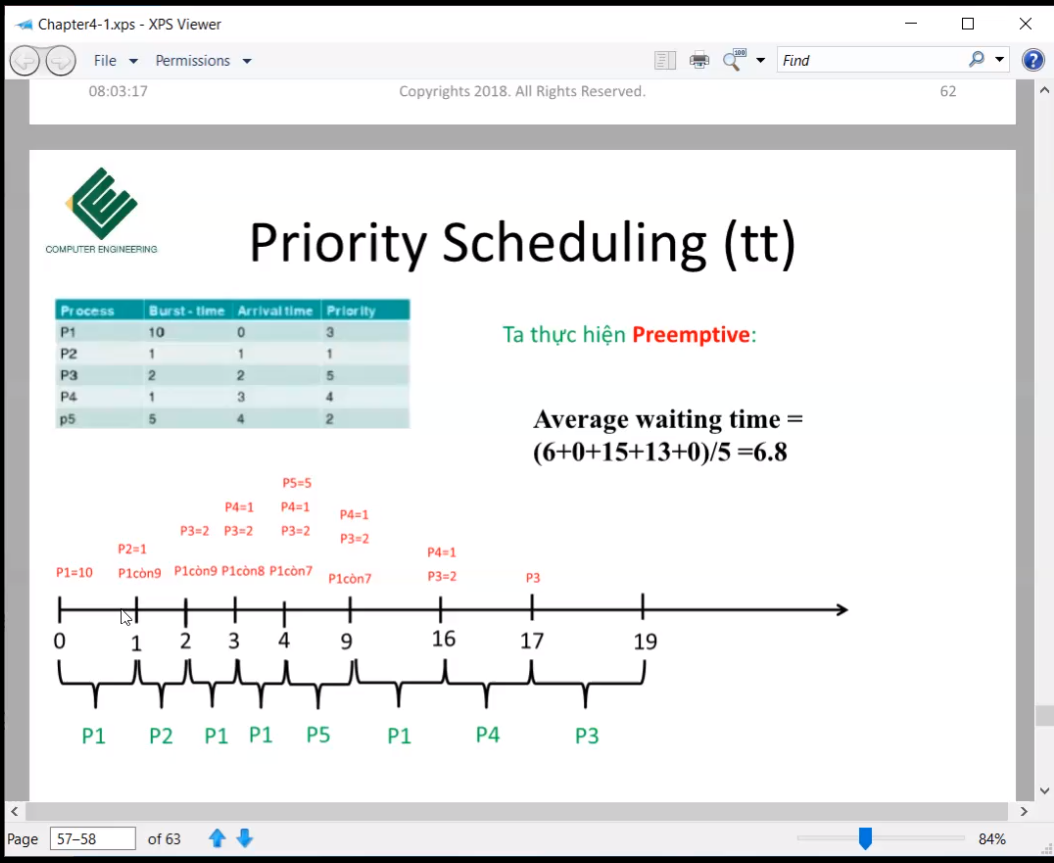 Chapter4-1.xps - XPS Viewer
File Permissions
100
Find
?
08:03:17 Copyrights 2018. All Rights Reserved. 62
COMPUTER ENGINEERING
Priority Scheduling (tt)
Process Burst - time Arrival time Priority
P1 10 0 3
P2 1 1 1
P3 2 2 5
P4 1 3 4
p5 5 4 2
Ta thực hiện Preemptive:
Average waiting time =
(6+0+15+13+0)/5 =6.8
P5=5
P4=1 P4=1 P4=1
P3=2 P3=2 P3=2 P3=2
P2=1 P4=1
P1=10 P1còn9 P1còn9 P1còn8 P1còn7 P1còn7 P3=2 P3
0 1 2 3 4 9 16 17 19
P1 P2 P1 P1 P5 P1 P4 P3
Page 57–58 of 63 84%